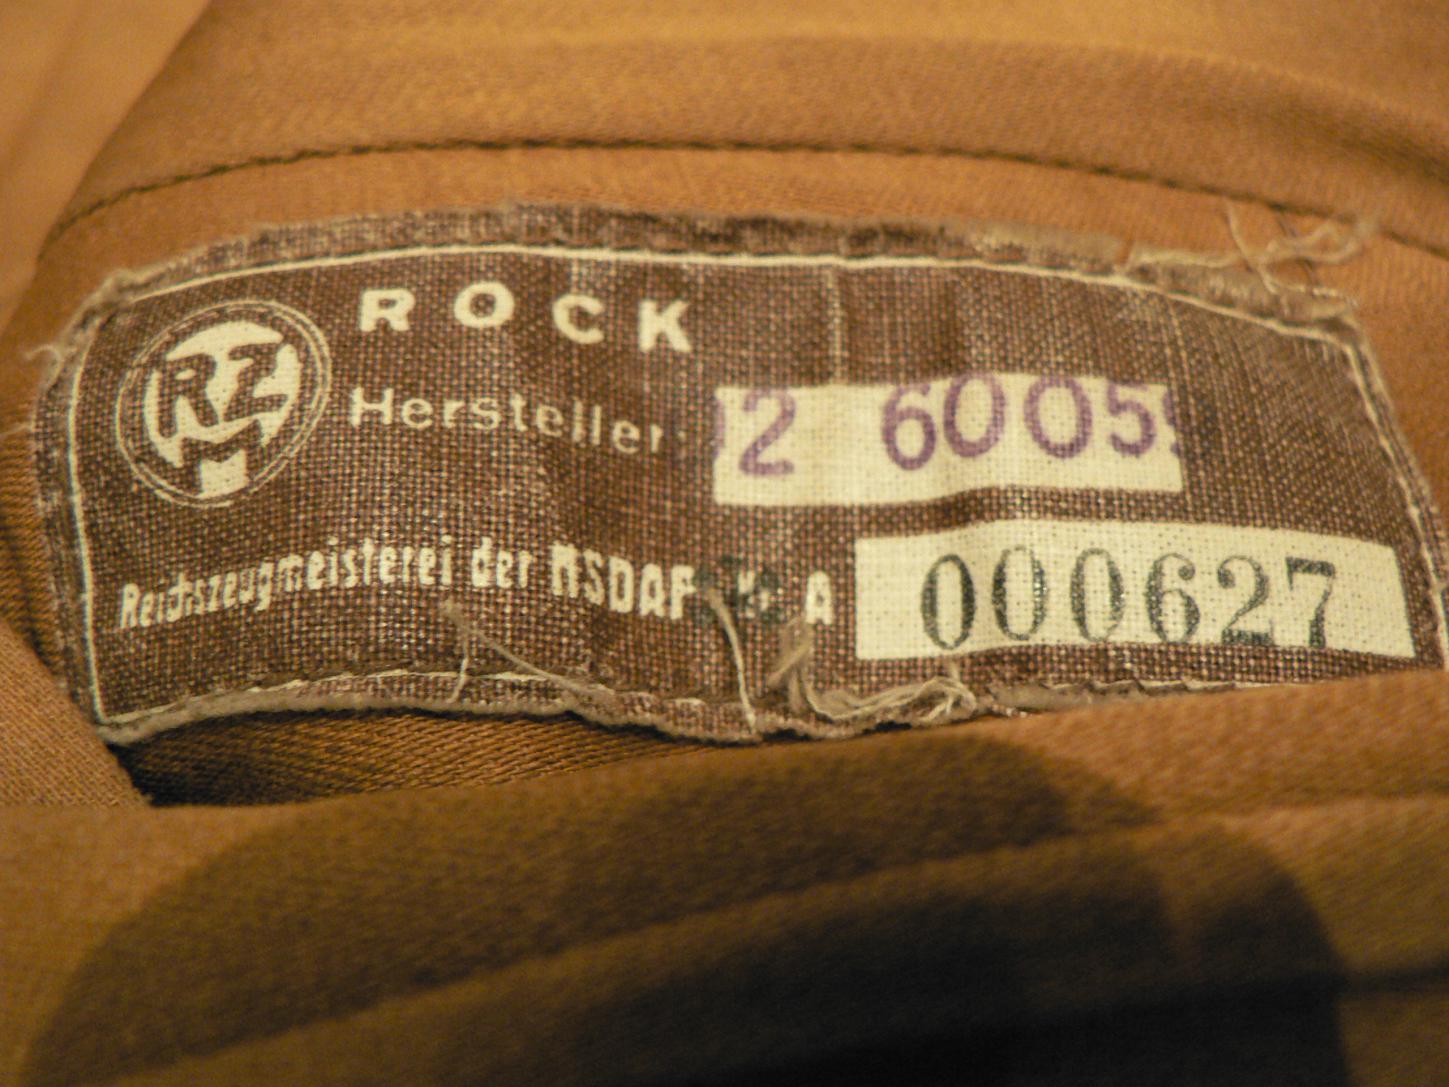 RZM
ROCK
Hersteller: 2 6005
Reichszeugmeisterei der NSDAP A 000627